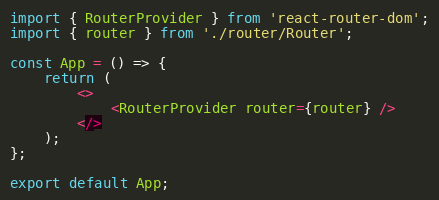 import { RouterProvider } from 'react-router-dom';
import { router } from './router/Router';

const App = () => {
    return (
        <>
            <RouterProvider router={router} />
        </>
    );
};

export default App;